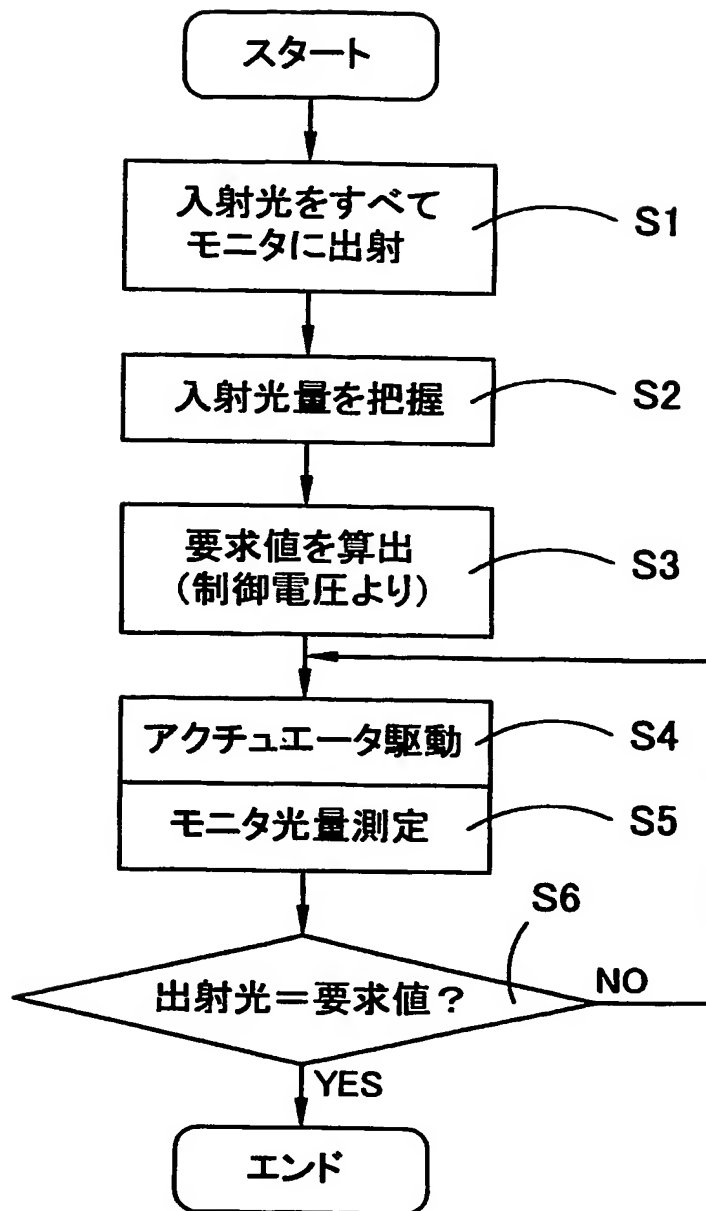 スタート
入射光をすべて
モニタに出射
S1
入射光量を把握
S2
要求値を算出
(制御電圧より)
S3
アクチュエータ駆動
S4
モニタ光量測定
S5
S6
出射光=要求値?
NO
YES
エンド